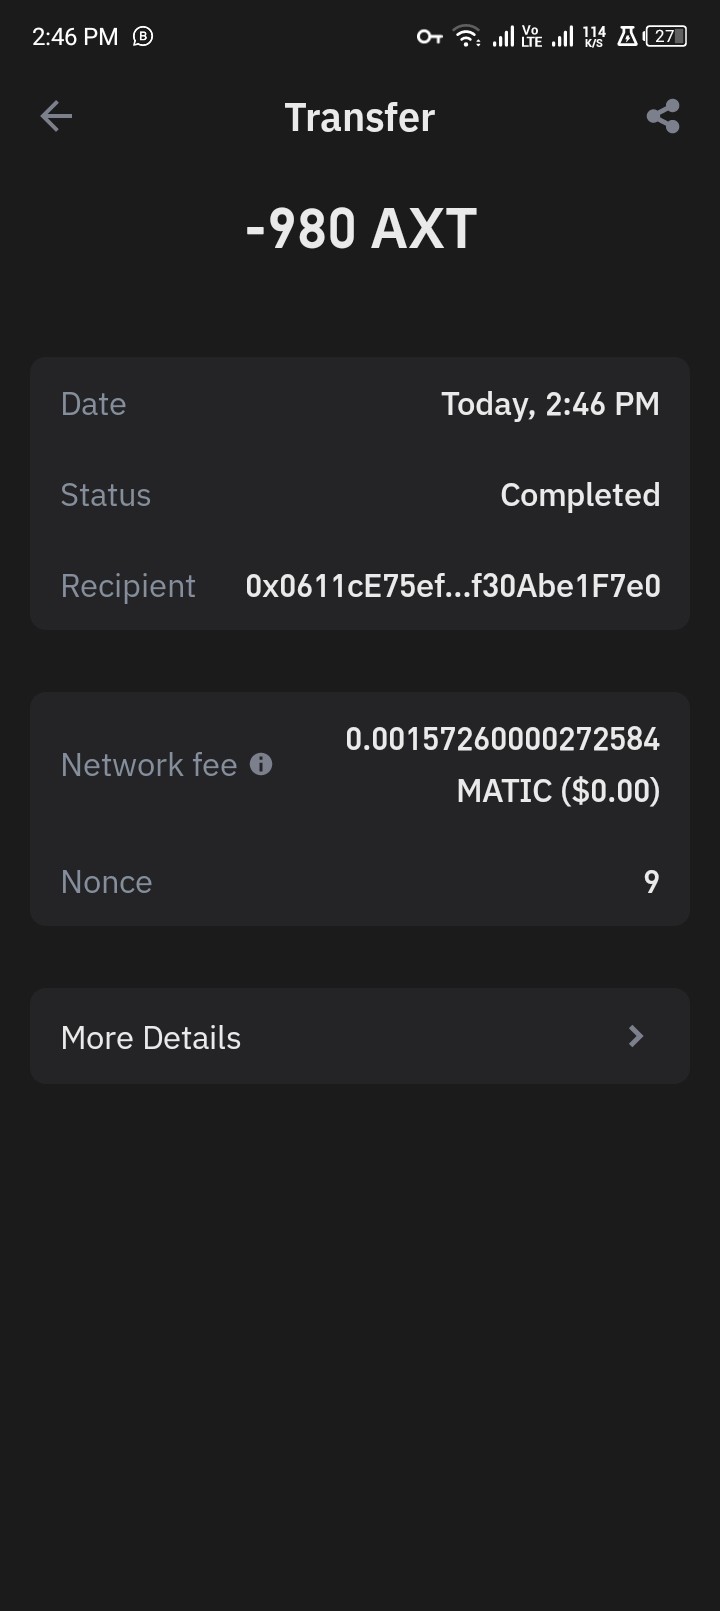 2:46 PM
Vo LTE
114 K/S
27
Transfer
-980 AXT
Date Today, 2:46 PM
Status Completed
Recipient 0x0611cE75ef...f30Abe1F7e0
Network fee 0.00157260000272584
MATIC ($0.00)
Nonce 9
More Details